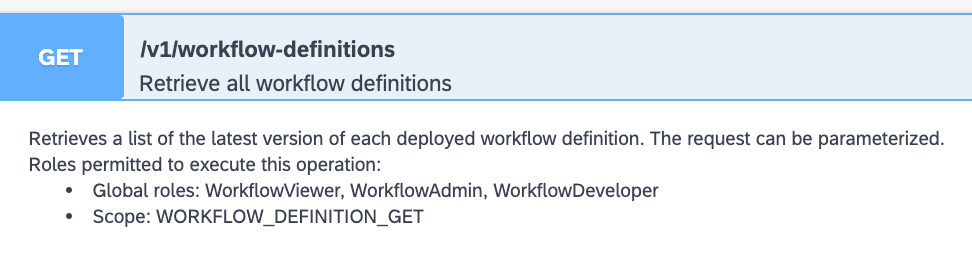 GET
/v1/workflow-definitions
Retrieve all workflow definitions
Retrieves a list of the latest version of each deployed workflow definition. The request can be parameterized.
Roles permitted to execute this operation:
• Global roles: WorkflowViewer, WorkflowAdmin, WorkflowDeveloper
• Scope: WORKFLOW_DEFINITION_GET